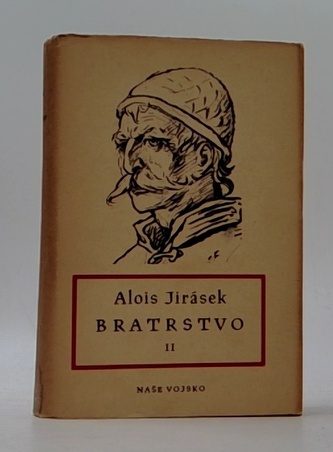 Alois Jirásek
BRATRSTVO
II
NAŠE VOJSKO